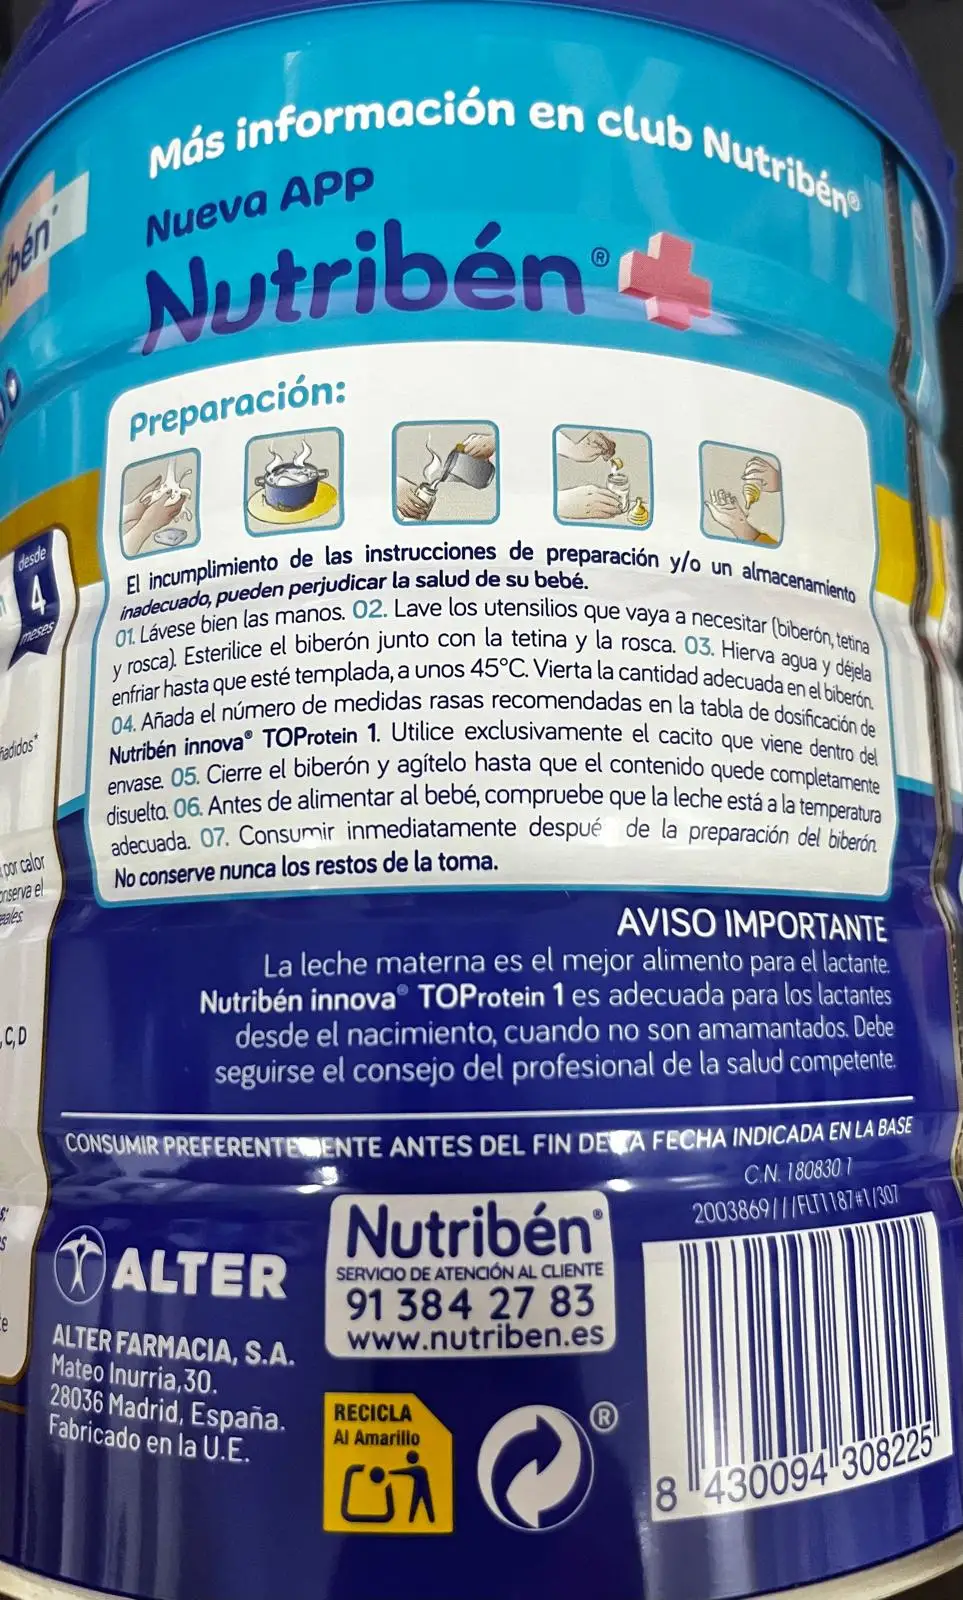 Más información en club Nutribén®
Nueva APP
Nutribén®
ribén®
desde
4
meses
Preparación:
El incumplimiento de las instrucciones de preparación y/o un almacenamiento
inadecuado, pueden perjudicar la salud de su bebé.
01. Lávese bien las manos. 02. Lave los utensilios que vaya a necesitar (biberón, tetina
y rosca). Esterilice el biberón junto con la tetina y la rosca. 03. Hierva agua y déjela
enfriar hasta que esté templada, a unos 45°C. Vierta la cantidad adecuada en el biberón.
04. Añada el número de medidas rasas recomendadas en la tabla de dosificación de
Nutribén innova® TOProtein 1. Utilice exclusivamente el cacito que viene dentro del
envase. 05. Cierre el biberón y agítelo hasta que el contenido quede completamente
disuelto. 06. Antes de alimentar al bebé, compruebe que la leche está a la temperatura
adecuada. 07. Consumir inmediatamente despué de la preparación del biberón.
No conserve nunca los restos de la toma.
por calor
C, D
AVISO IMPORTANTE
La leche materna es el mejor alimento para el lactante.
Nutribén innova® TOProtein 1 es adecuada para los lactantes
desde el nacimiento, cuando no son amamantados. Debe
seguirse el consejo del profesional de la salud competente.
CONSUMIR PREFERENTEMENTE ANTES DEL FIN DE LA FECHA INDICADA EN LA BASE
C.N. 180830.1
2003869///FLT1187#1/307
ALTER
ALTER FARMACIA, S.A.
Mateo Inurria,30.
28036 Madrid, España.
Fabricado en la U.E.
Nutribén®
SERVICIO DE ATENCIÓN AL CLIENTE
91 384 27 83
www.nutriben.es
RECICLA
Al Amarillo
®
8 430094 308225